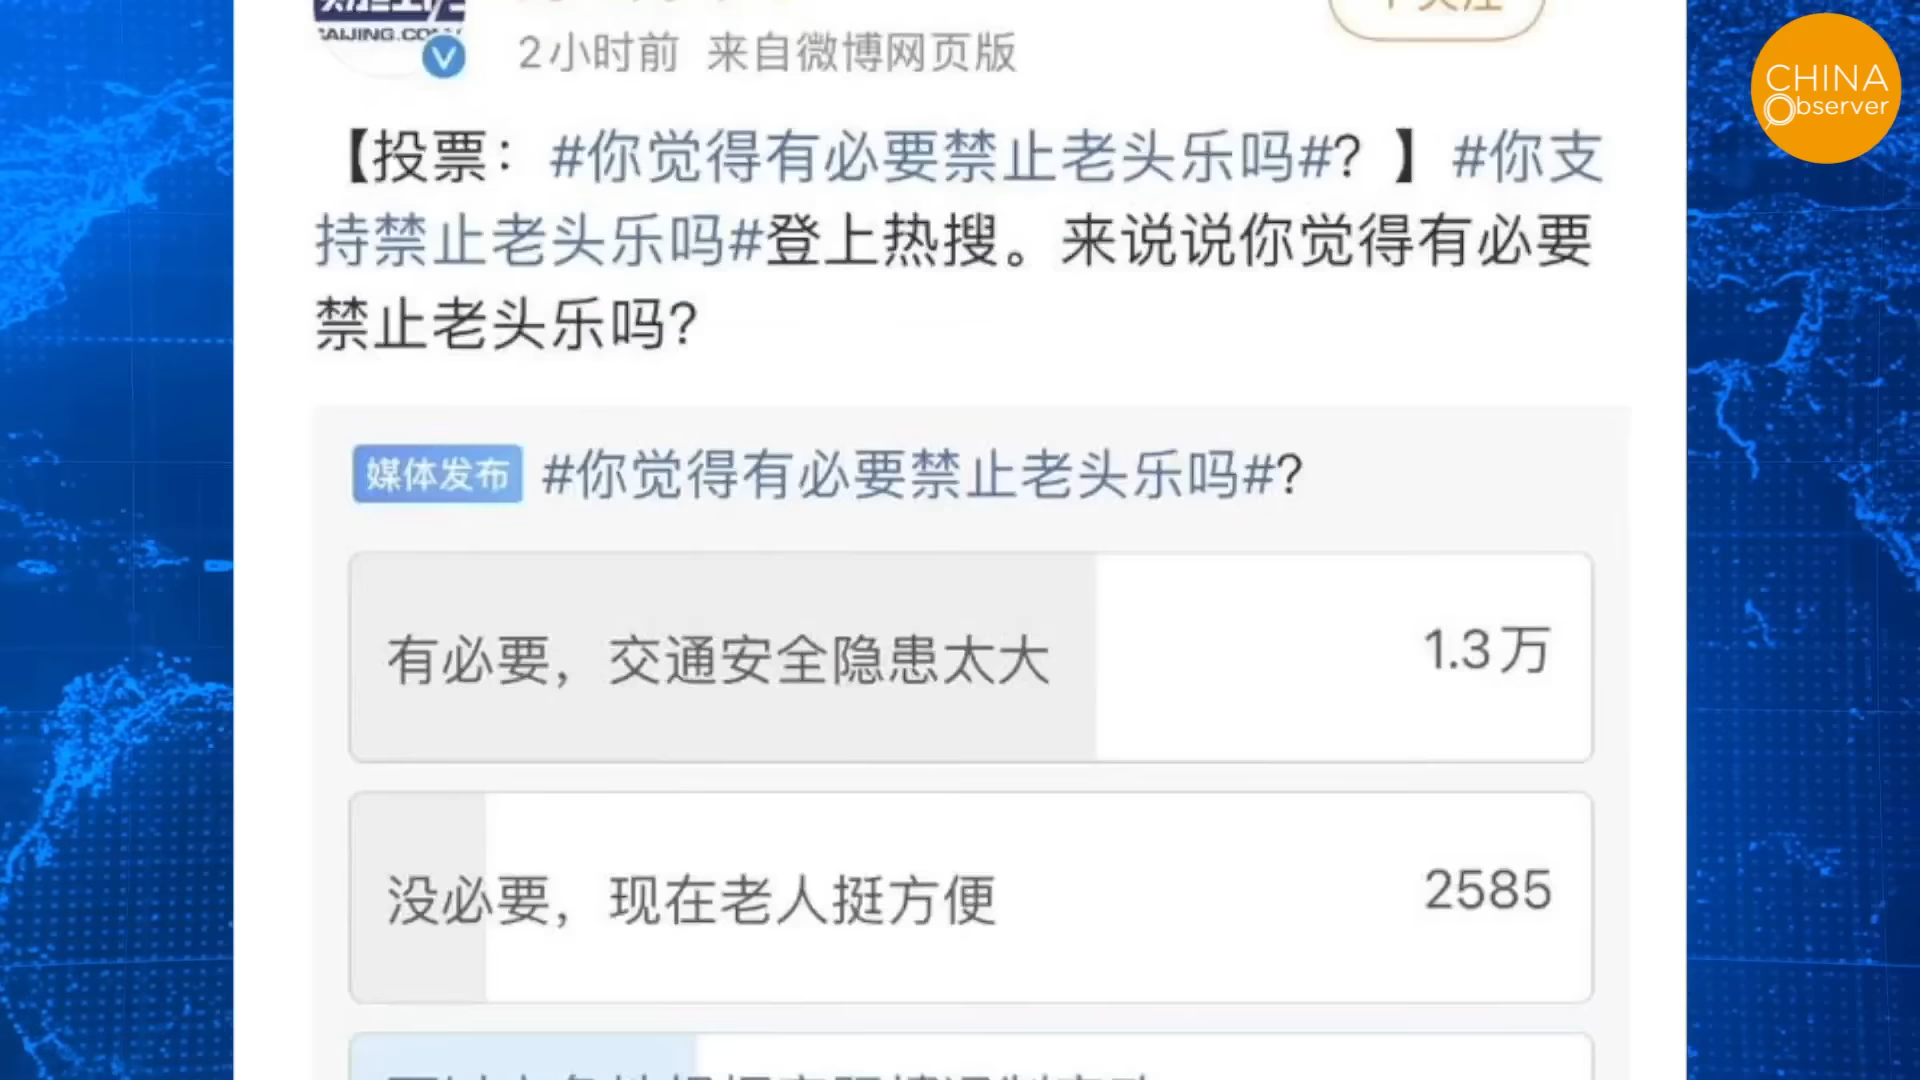 CHINA
Observer
AIJING.CO
2小时前 来自微博网页版
【投票：#你觉得有必要禁止老头乐吗#？】#你支
持禁止老头乐吗#登上热搜。来说说你觉得有必要
禁止老头乐吗？
媒体发布 #你觉得有必要禁止老头乐吗#?
有必要，交通安全隐患太大 1.3万
没必要，现在老人挺方便 2585